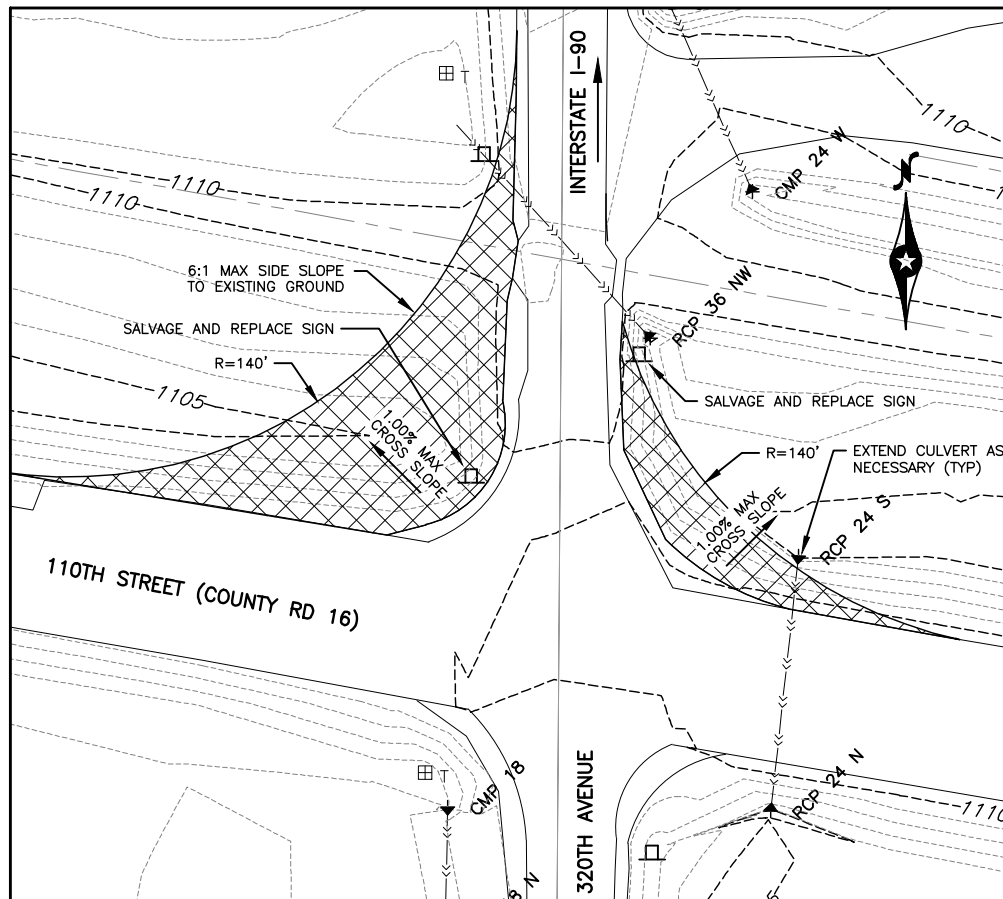 INTERSTATE I-90
T
1110
CMP 24 W
N
1110
1110
6:1 MAX SIDE SLOPE
TO EXISTING GROUND
RCP 36 NW
SALVAGE AND REPLACE SIGN
R=140'
1105
SALVAGE AND REPLACE SIGN
1.00% MAX
CROSS SLOPE
R=140'
EXTEND CULVERT AS
NECESSARY (TYP)
1.00% MAX
CROSS SLOPE
RCP 24 S
110TH STREET (COUNTY RD 16)
T
CMP 18
320TH AVENUE
RCP 24 N
1110
8 N